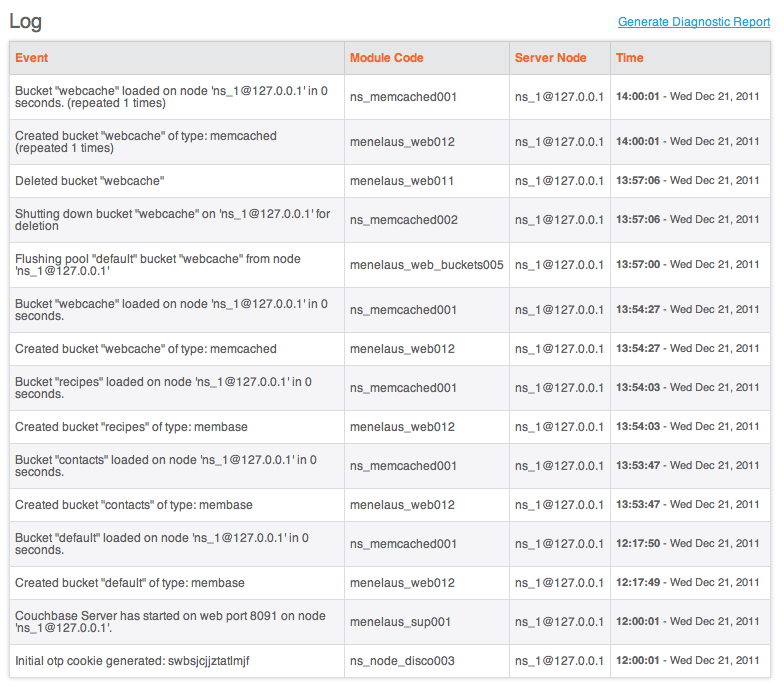 Log
Generate Diagnostic Report
Event Module Code Server Node Time
Bucket "webcache" loaded on node 'ns_1@127.0.0.1' in 0
seconds. (repeated 1 times)
ns_memcached001 ns_1@127.0.0.1 14:00:01 - Wed Dec 21, 2011
Created bucket "webcache" of type: memcached
(repeated 1 times)
menelaus_web012 ns_1@127.0.0.1 14:00:01 - Wed Dec 21, 2011
Deleted bucket "webcache" menelaus_web011 ns_1@127.0.0.1 13:57:06 - Wed Dec 21, 2011
Shutting down bucket "webcache" on 'ns_1@127.0.0.1' for
deletion
ns_memcached002 ns_1@127.0.0.1 13:57:06 - Wed Dec 21, 2011
Flushing pool "default" bucket "webcache" from node
'ns_1@127.0.0.1'
menelaus_web_buckets005 ns_1@127.0.0.1 13:57:00 - Wed Dec 21, 2011
Bucket "webcache" loaded on node 'ns_1@127.0.0.1' in 0
seconds.
ns_memcached001 ns_1@127.0.0.1 13:54:27 - Wed Dec 21, 2011
Created bucket "webcache" of type: memcached menelaus_web012 ns_1@127.0.0.1 13:54:27 - Wed Dec 21, 2011
Bucket "recipes" loaded on node 'ns_1@127.0.0.1' in 0
seconds.
ns_memcached001 ns_1@127.0.0.1 13:54:03 - Wed Dec 21, 2011
Created bucket "recipes" of type: membase menelaus_web012 ns_1@127.0.0.1 13:54:03 - Wed Dec 21, 2011
Bucket "contacts" loaded on node 'ns_1@127.0.0.1' in 0
seconds.
ns_memcached001 ns_1@127.0.0.1 13:53:47 - Wed Dec 21, 2011
Created bucket "contacts" of type: membase menelaus_web012 ns_1@127.0.0.1 13:53:47 - Wed Dec 21, 2011
Bucket "default" loaded on node 'ns_1@127.0.0.1' in 0
seconds.
ns_memcached001 ns_1@127.0.0.1 12:17:50 - Wed Dec 21, 2011
Created bucket "default" of type: membase menelaus_web012 ns_1@127.0.0.1 12:17:49 - Wed Dec 21, 2011
Couchbase Server has started on web port 8091 on node
'ns_1@127.0.0.1'.
menelaus_sup001 ns_1@127.0.0.1 12:00:01 - Wed Dec 21, 2011
Initial otp cookie generated: swbsjcjjztatlmjf ns_node_disco003 ns_1@127.0.0.1 12:00:01 - Wed Dec 21, 2011